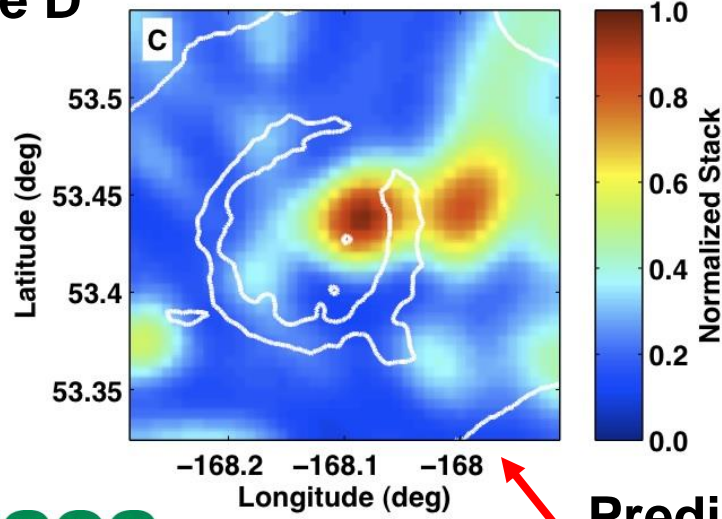 e D
C
53.5
53.45
53.4
53.35
Latitude (deg)
−168.2 −168.1 −168
Longitude (deg)
1.0
0.8
0.6
0.4
0.2
0.0
Normalized Stack
Predi